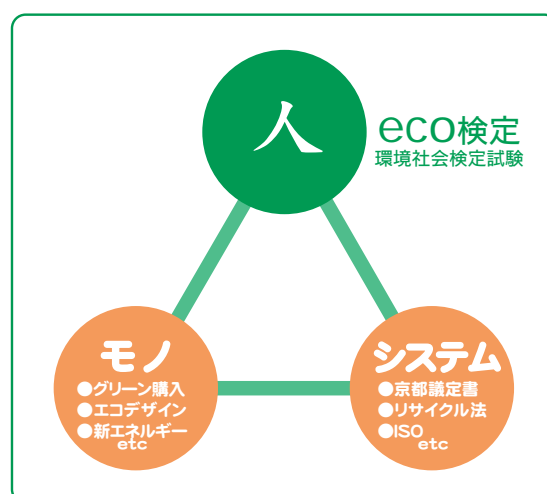 人
eco検定
環境社会検定試験
モノ
●グリーン購入
●エコデザイン
●新エネルギー
etc
システム
●京都議定書
●リサイクル法
●ISO
etc